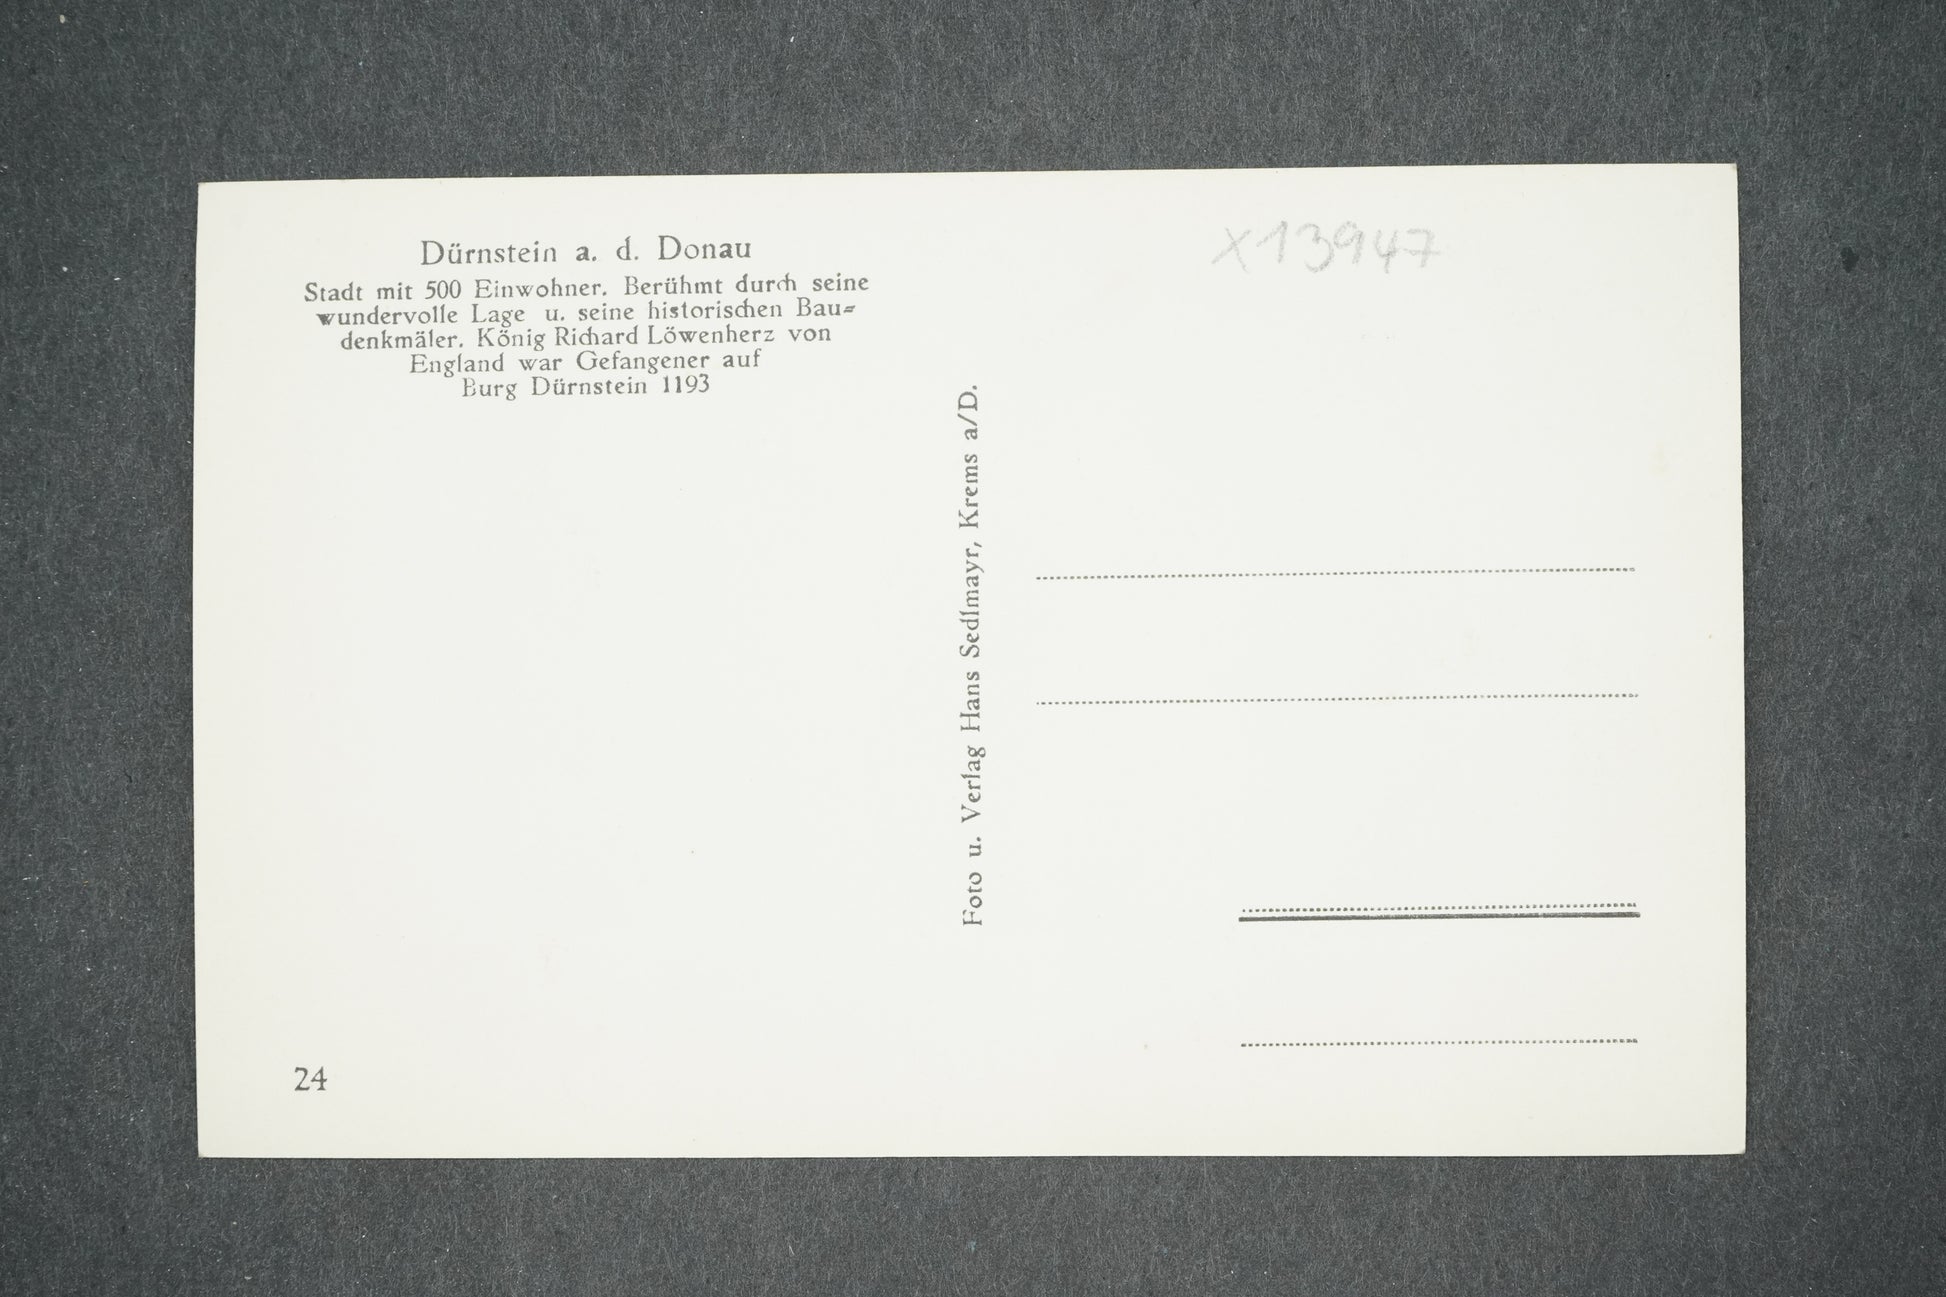 Dürnstein a. d. Donau
Stadt mit 500 Einwohner. Berühmt durch seine
wundervolle Lage u. seine historischen Bau-
denkmäler. König Richard Löwenherz von
England war Gefangener auf
Burg Dürnstein 1193
24
Foto u. Verlag Hans Sedlmayr, Krems a/D.
X13947